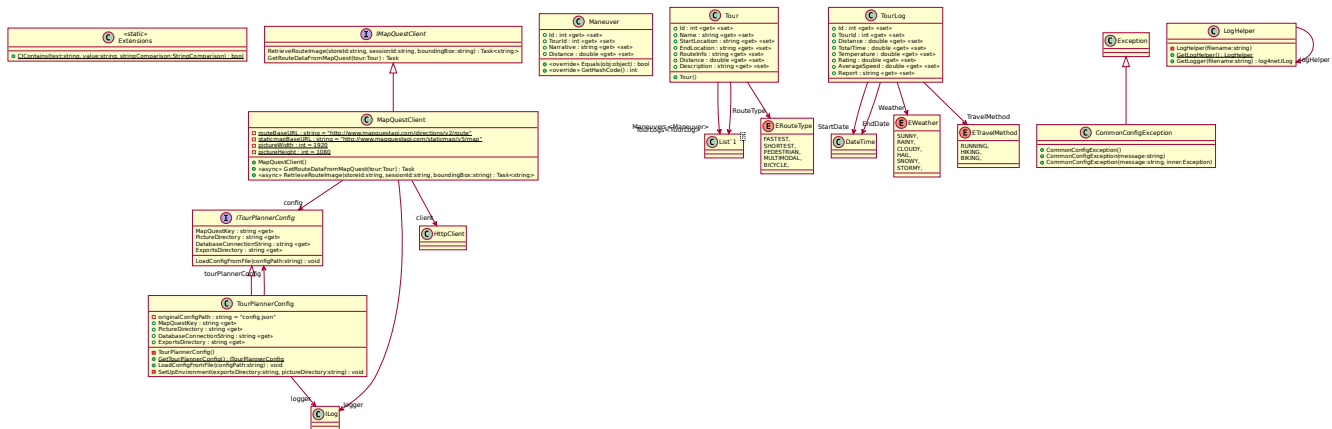 «static»
Extensions
CIContains(text:string, value:string, stringComparison:StringComparison) : bool
I IMapQuestClient
RetrieveRouteImage(storeId:string, sessionId:string, boundingBox:string) : Task<string>
GetRouteDataFromMapQuest(tour:Tour) : Task
C Maneuver
Id : int <get> <set>
TourId : int <get> <set>
Narrative : string <get> <set>
Distance : double <get> <set>
<override> Equals(obj:object) : bool
<override> GetHashCode() : int
C Tour
Id : int <get> <set>
Name : string <get> <set>
StartLocation : string <get> <set>
EndLocation : string <get> <set>
RouteInfo : string <get> <set>
Distance : double <get> <set>
Description : string <get> <set>
Tour()
C TourLog
Id : int <get> <set>
TourId : int <get> <set>
Distance : double <get> <set>
TotalTime : double <get> <set>
Temperature : double <get> <set>
Rating : double <get> <set>
AverageSpeed : double <get> <set>
Report : string <get> <set>
C Exception
C LogHelper
LogHelper(filename:string)
GetLogHelper() : LogHelper
GetLogger(filename:string) : log4net.ILog
logHelper
C MapQuestClient
routeBaseURL : string = "http://www.mapquestapi.com/directions/v2/route"
staticmapBaseURL : string = "http://www.mapquestapi.com/staticmap/v5/map"
pictureWidth : int = 1920
pictureHeight : int = 1080
MapQuestClient()
<async> GetRouteDataFromMapQuest(tour:Tour) : Task
<async> RetrieveRouteImage(storeId:string, sessionId:string, boundingBox:string) : Task<string>
RouteType
C List`1
E ERouteType
FASTEST,
SHORTEST,
PEDESTRIAN,
MULTIMODAL,
BICYCLE,
StartDate
EndDate
C DateTime
Weather
E EWeather
SUNNY,
RAINY,
CLOUDY,
HAIL,
SNOWY,
STORMY,
TravelMethod
E ETravelMethod
RUNNING,
HIKING,
BIKING,
C CommonConfigException
CommonConfigException()
CommonConfigException(message:string)
CommonConfigException(message:string, inner:Exception)
config
client
I ITourPlannerConfig
MapQuestKey : string <get>
PictureDirectory : string <get>
DatabaseConnectionString : string <get>
ExportsDirectory : string <get>
LoadConfigFromFile(configPath:string) : void
C HttpClient
tourPlannerConfig
C TourPlannerConfig
originalConfigPath : string = "config.json"
MapQuestKey : string <get>
PictureDirectory : string <get>
DatabaseConnectionString : string <get>
ExportsDirectory : string <get>
TourPlannerConfig()
GetTourPlannerConfig() : ITourPlannerConfig
LoadConfigFromFile(configPath:string) : void
SetUpEnvironment(exportsDirectory:string, pictureDirectory:string) : void
logger
logger
C ILog